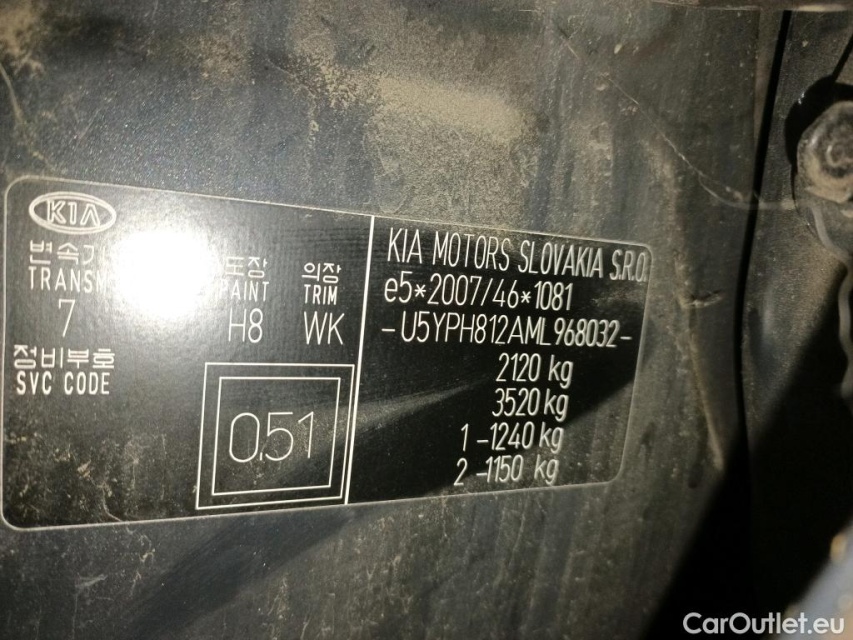 KIA
변속기
도장
의장
TRANSM
PAINT
TRIM
7
H8
WK
정비부호
SVC CODE
0.51
KIA MOTORS SLOVAKIA S.R.O.
e5*2007/46*1081
-U5YPH812AML968032-
2120 kg
3520 kg
1 -1240 kg
2 -1150 kg
CarOutlet.eu